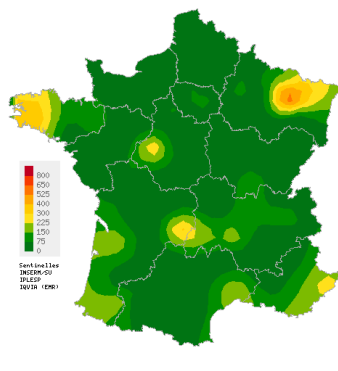 800
650
525
400
300
225
150
75
0
Sentinelles
INSERM/SU
IPLESP
IQVIA (EMR)